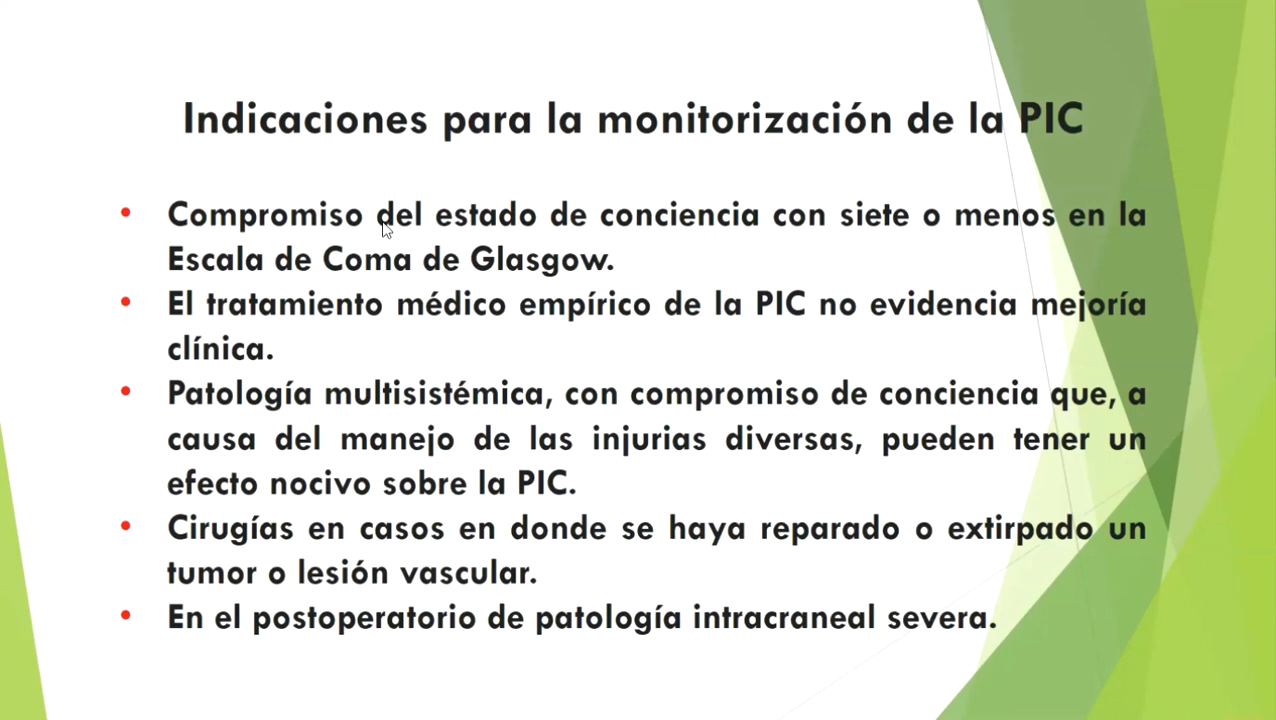 Indicaciones para la monitorización de la PIC
• Compromiso del estado de conciencia con siete o menos en la
Escala de Coma de Glasgow.
• El tratamiento médico empírico de la PIC no evidencia mejoría
clínica.
• Patología multisistémica, con compromiso de conciencia que, a
causa del manejo de las injurias diversas, pueden tener un
efecto nocivo sobre la PIC.
• Cirugías en casos en donde se haya reparado o extirpado un
tumor o lesión vascular.
• En el postoperatorio de patología intracraneal severa.